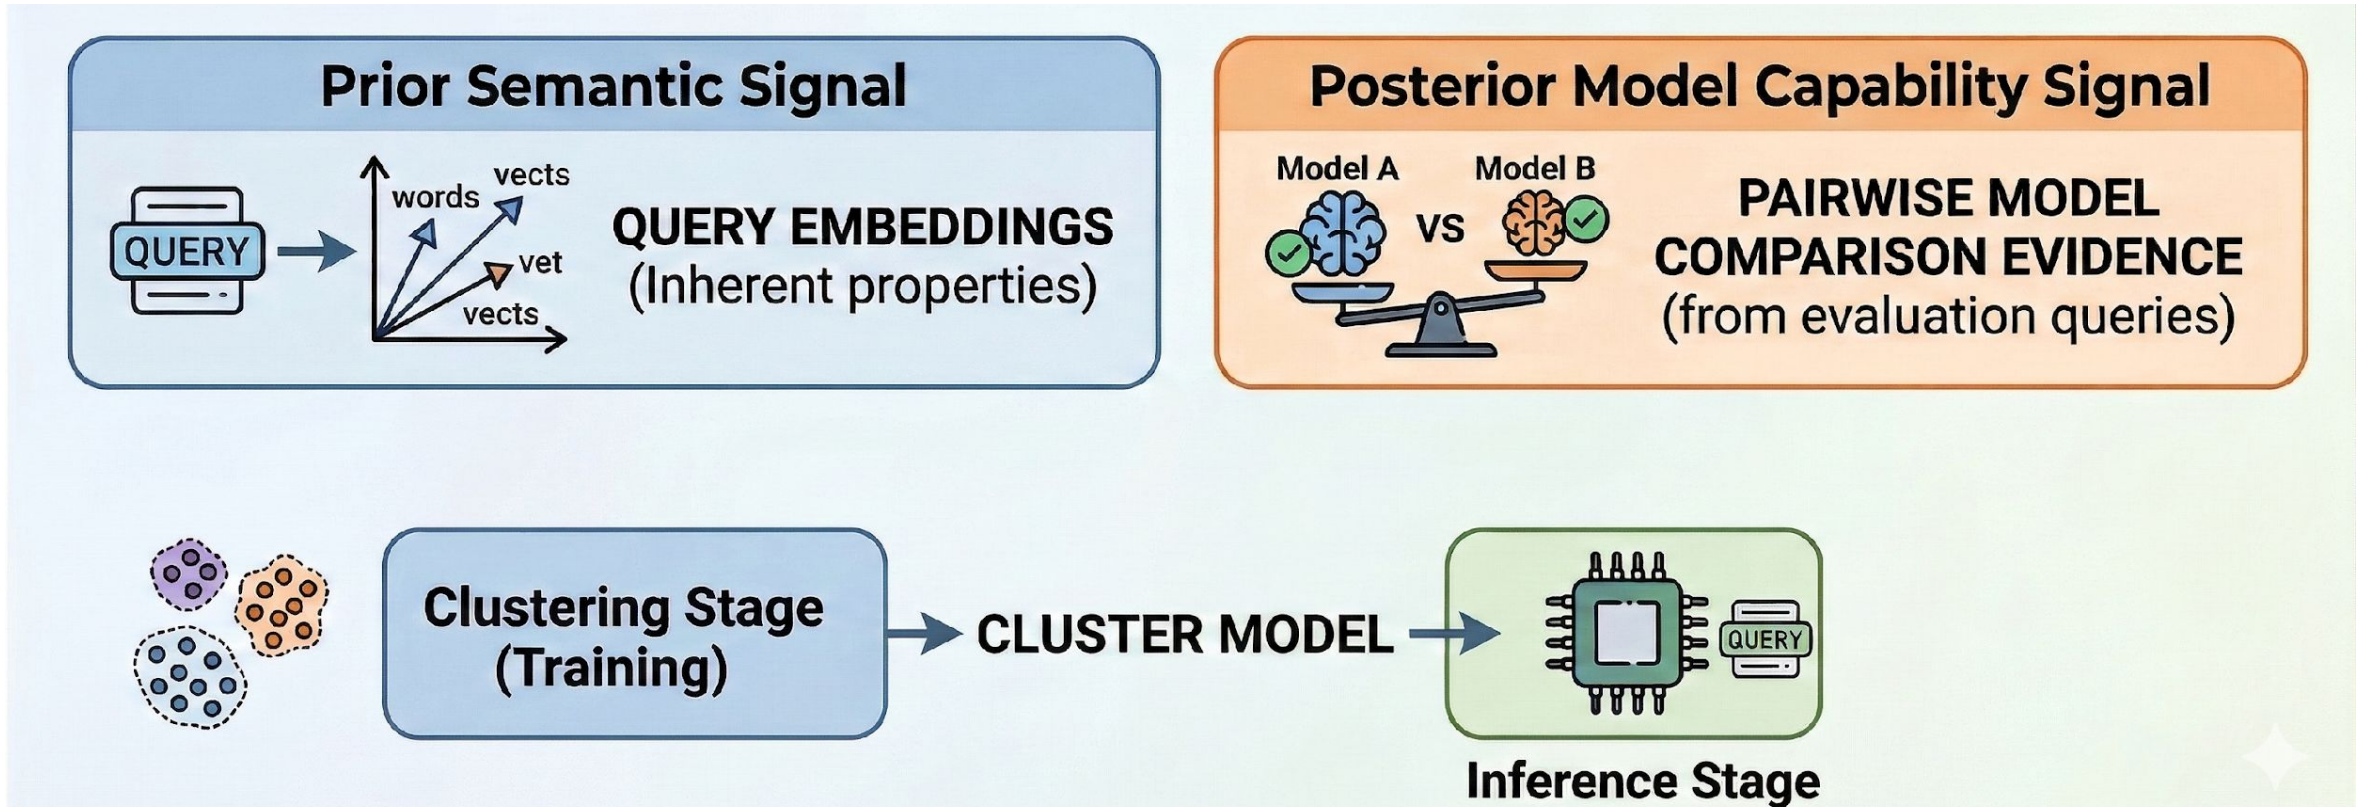 Prior Semantic Signal
QUERY
words
vects
vet
vects
QUERY EMBEDDINGS
(Inherent properties)
Posterior Model Capability Signal
Model A
VS
Model B
PAIRWISE MODEL
COMPARISON EVIDENCE
(from evaluation queries)
Clustering Stage
(Training)
CLUSTER MODEL
QUERY
Inference Stage